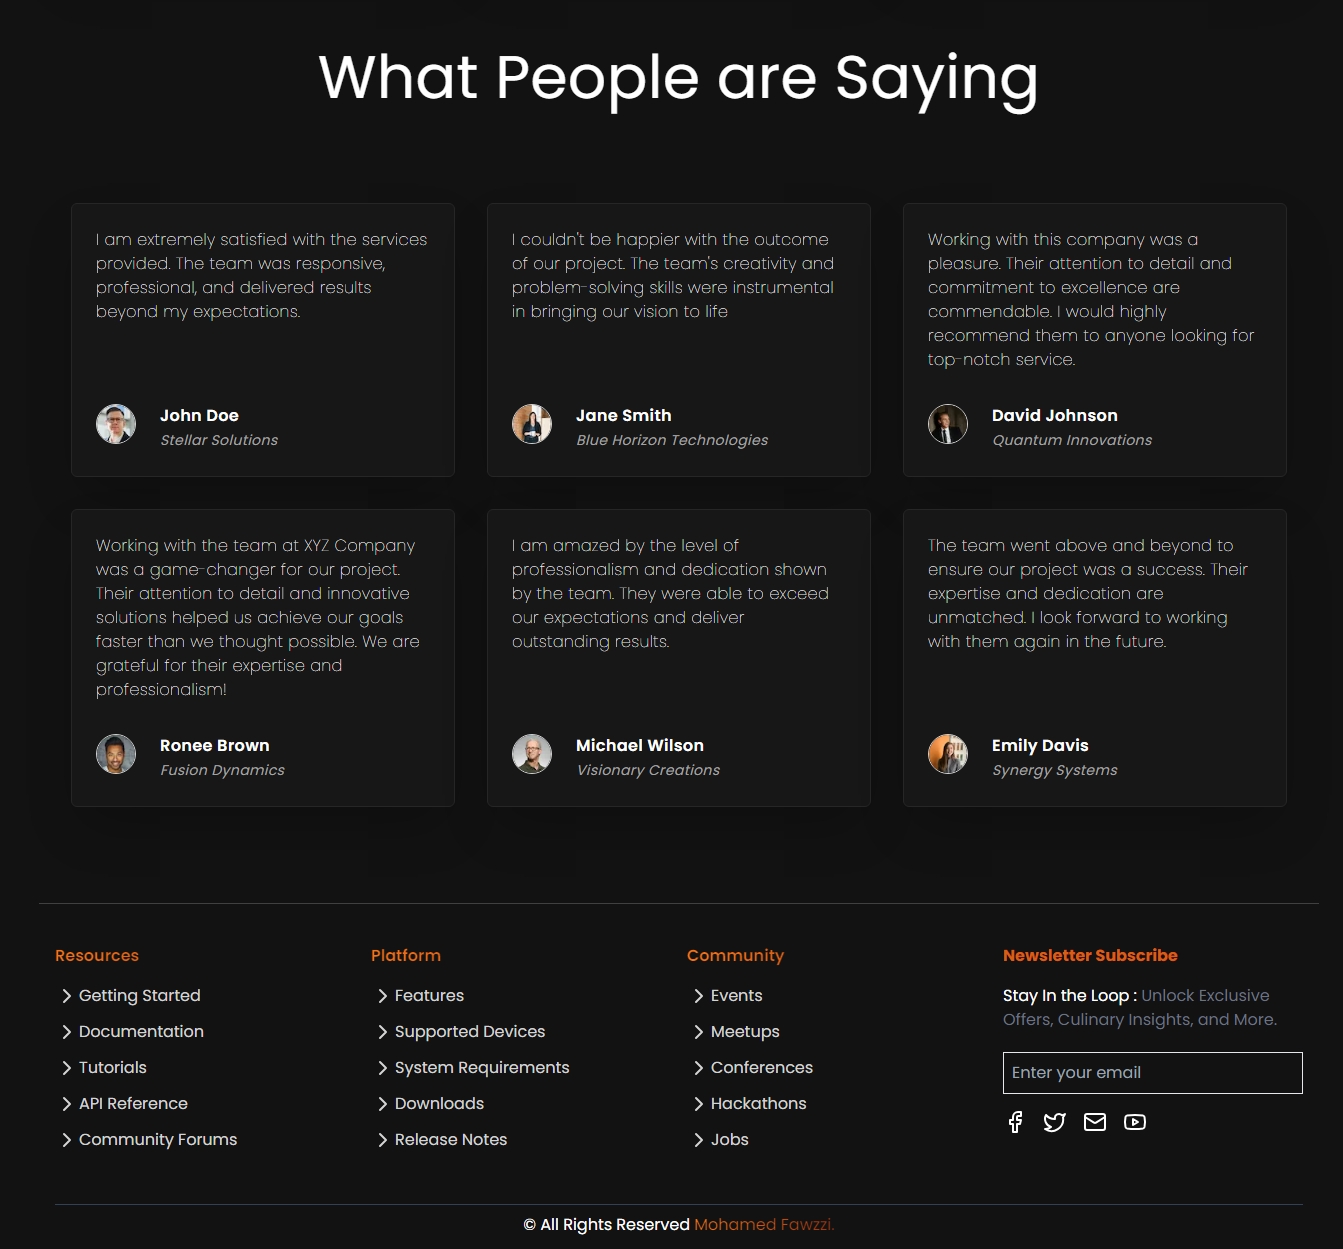 What People are Saying
I am extremely satisfied with the services
provided. The team was responsive,
professional, and delivered results
beyond my expectations.
John Doe
Stellar Solutions
I couldn't be happier with the outcome
of our project. The team's creativity and
problem-solving skills were instrumental
in bringing our vision to life
Jane Smith
Blue Horizon Technologies
Working with this company was a
pleasure. Their attention to detail and
commitment to excellence are
commendable. I would highly
recommend them to anyone looking for
top-notch service.
David Johnson
Quantum Innovations
Working with the team at XYZ Company
was a game-changer for our project.
Their attention to detail and innovative
solutions helped us achieve our goals
faster than we thought possible. We are
grateful for their expertise and
professionalism!
Ronee Brown
Fusion Dynamics
I am amazed by the level of
professionalism and dedication shown
by the team. They were able to exceed
our expectations and deliver
outstanding results.
Michael Wilson
Visionary Creations
The team went above and beyond to
ensure our project was a success. Their
expertise and dedication are
unmatched. I look forward to working
with them again in the future.
Emily Davis
Synergy Systems
Resources
Getting Started
Documentation
Tutorials
API Reference
Community Forums
Platform
Features
Supported Devices
System Requirements
Downloads
Release Notes
Community
Events
Meetups
Conferences
Hackathons
Jobs
Newsletter Subscribe
Stay In the Loop : Unlock Exclusive
Offers, Culinary Insights, and More.
Enter your email
© All Rights Reserved Mohamed Fawzzi.